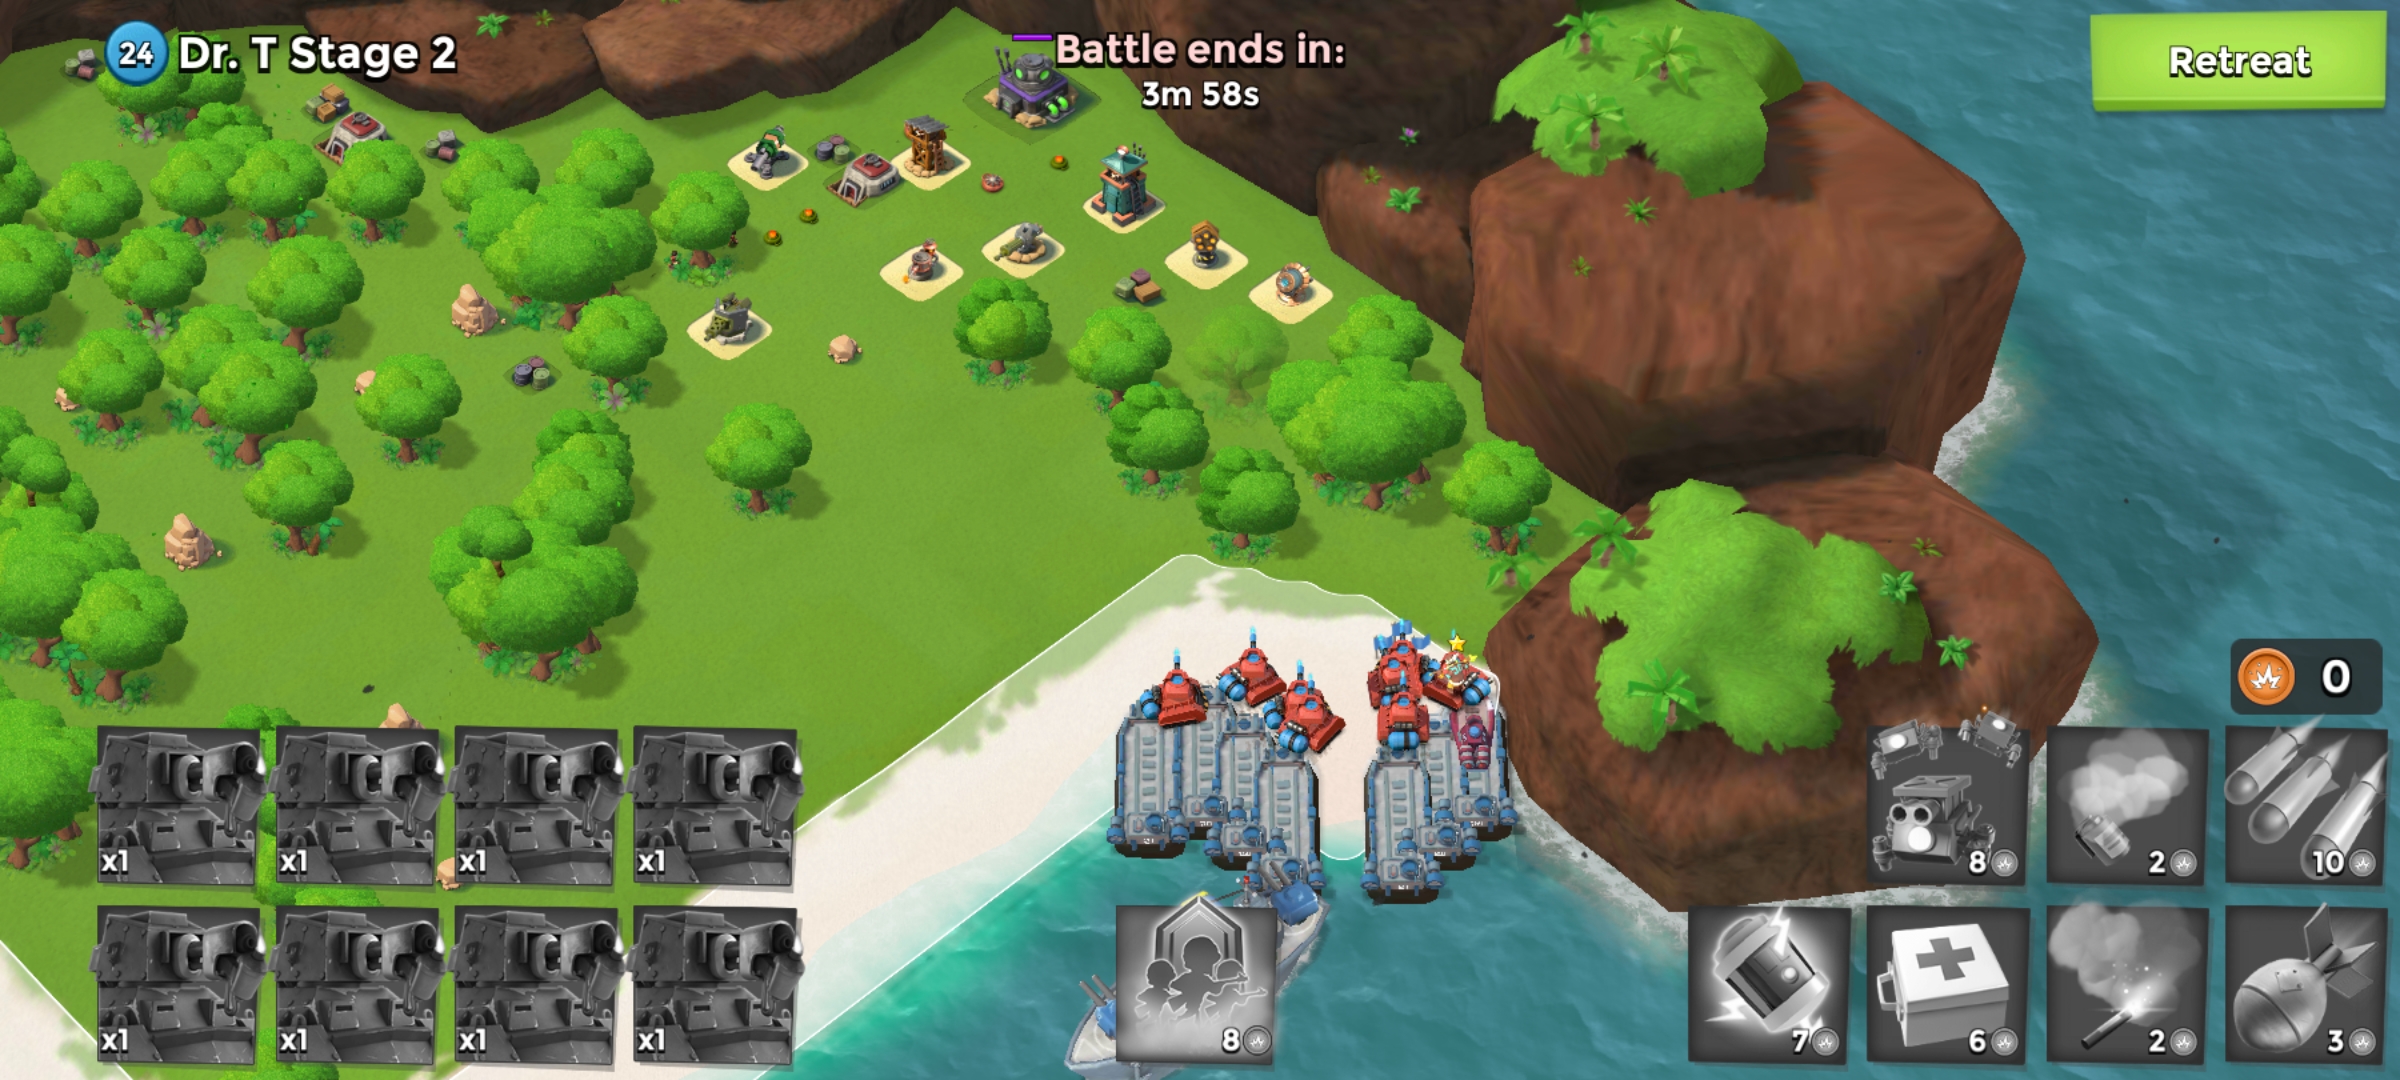 24 Dr. T Stage 2
Battle ends in:
3m 58s
Retreat
0
x1 x1 x1 x1
8 2 10
x1 x1 x1 x1
8 7 6 2 3